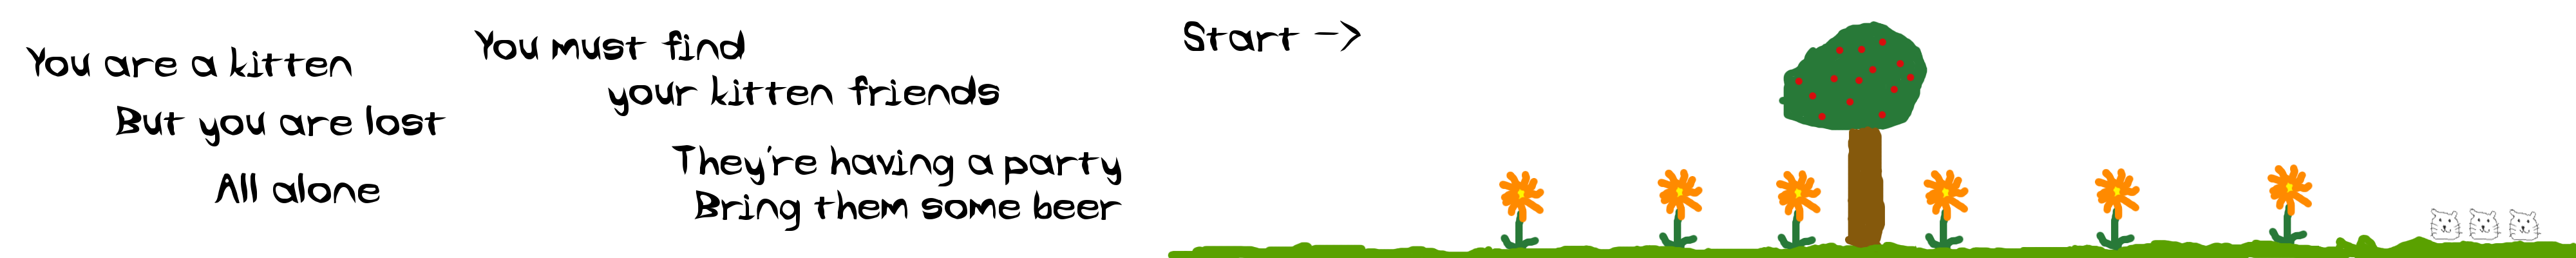 You are a kitten
But you are lost
All alone
You must find
your kitten friends
They're having a party
Bring them some beer
Start ->